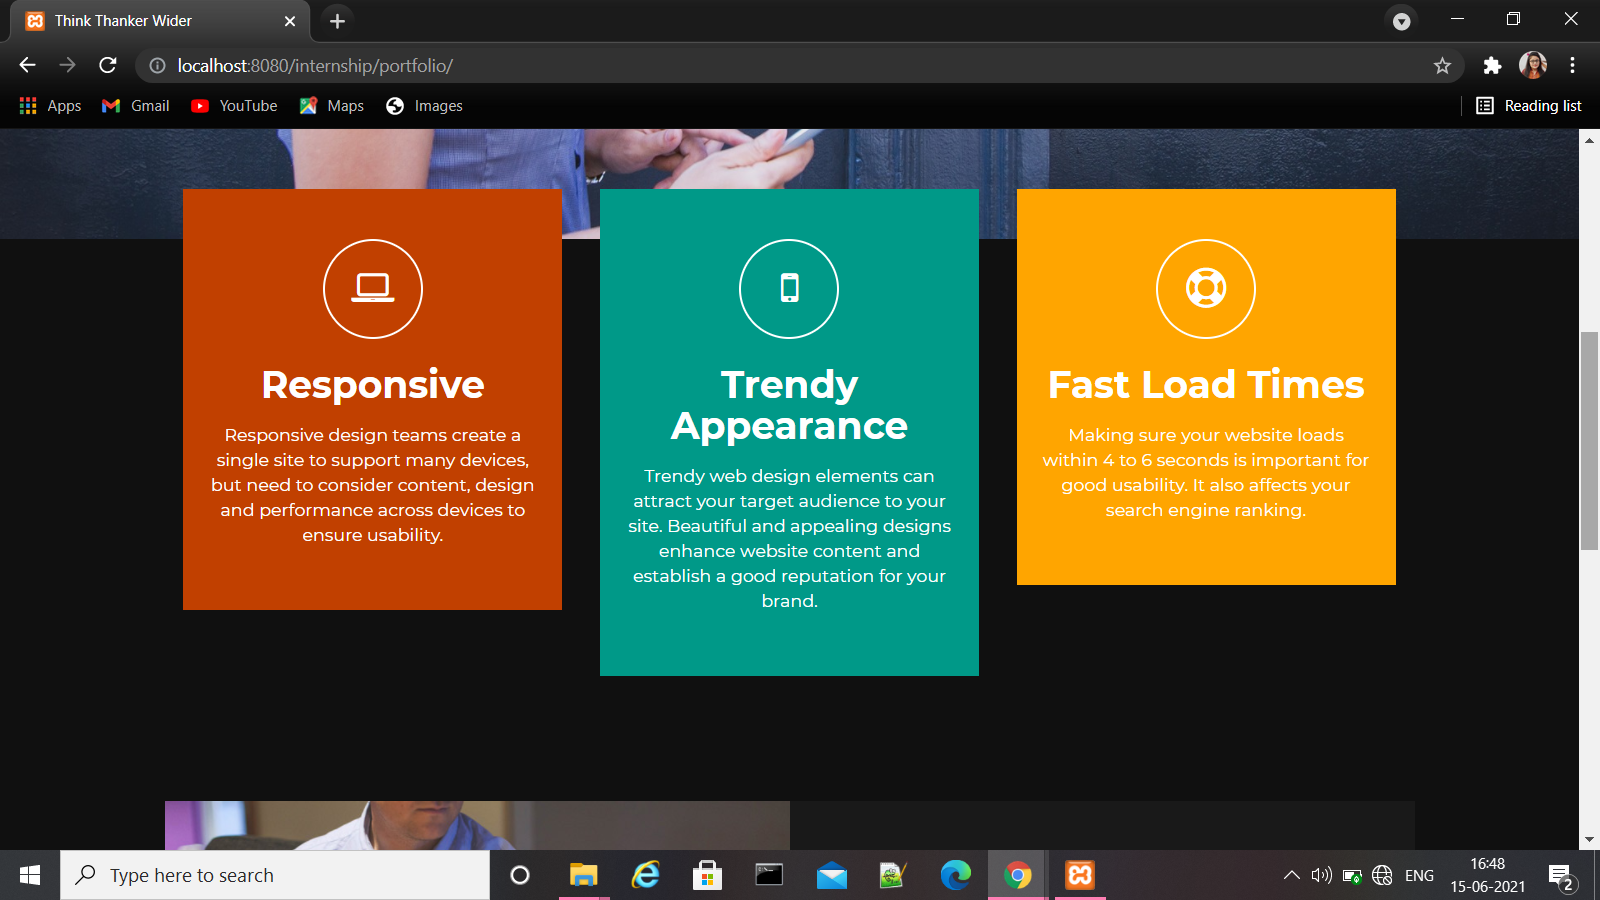 Think Thanker Wider
localhost:8080/internship/portfolio/
Apps
Gmail
YouTube
Maps
Images
Reading list
Responsive
Responsive design teams create a
single site to support many devices,
but need to consider content, design
and performance across devices to
ensure usability.
Trendy
Appearance
Trendy web design elements can
attract your target audience to your
site. Beautiful and appealing designs
enhance website content and
establish a good reputation for your
brand.
Fast Load Times
Making sure your website loads
within 4 to 6 seconds is important for
good usability. It also affects your
search engine ranking.
Type here to search
ENG
16:48
15-06-2021
2